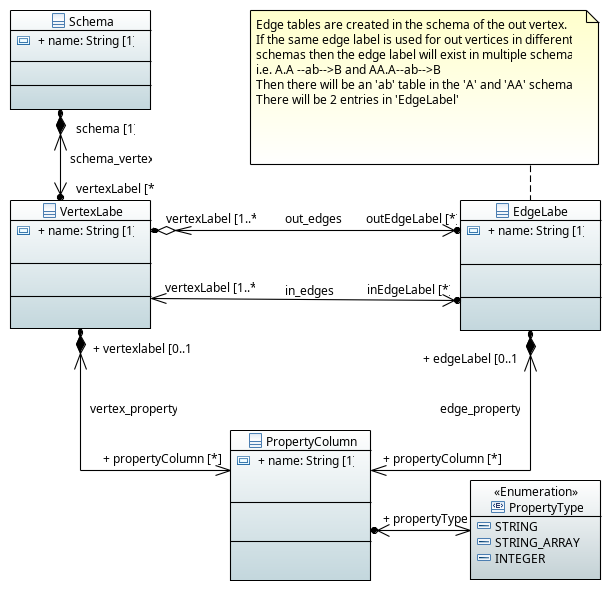 Schema
+ name: String [1]
Edge tables are created in the schema of the out vertex.
If the same edge label is used for out vertices in different
schemas then the edge label will exist in multiple schema
i.e. A.A --ab-->B and AA.A--ab-->B
Then there will be an 'ab' table in the 'A' and 'AA' schema
There will be 2 entries in 'EdgeLabel'
schema [1]
schema_vertex
vertexLabel [*
VertexLabe
+ name: String [1]
vertexLabel [1..*
out_edges
outEdgeLabel [*]
EdgeLabe
+ name: String [1]
vertexLabel [1..*
in_edges
inEdgeLabel [*]
+ vertexlabel [0..1
+ edgeLabel [0..1
vertex_property
edge_property
PropertyColumn
+ name: String [1]
+ propertyColumn [*]
+ propertyColumn [*]
+ propertyType
«Enumeration»
PropertyType
STRING
STRING_ARRAY
INTEGER